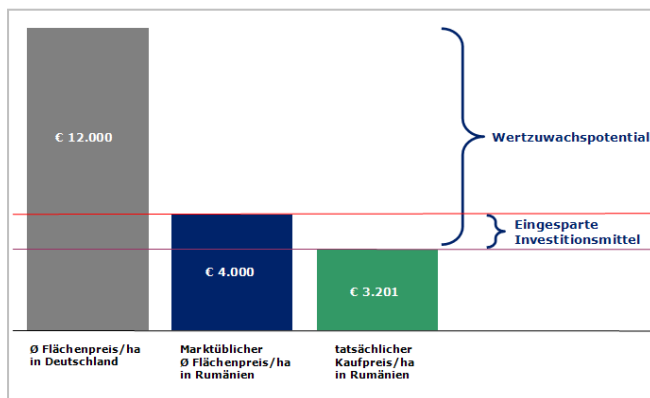 € 12.000
Wertzuwachspotential
Eingesparte
Investitionsmittel
€ 4.000
€ 3.201
Ø Flächenpreis/ha
in Deutschland
Marktüblicher
Ø Flächenpreis/ha
in Rumänien
tatsächlicher
Kaufpreis/ha
in Rumänien